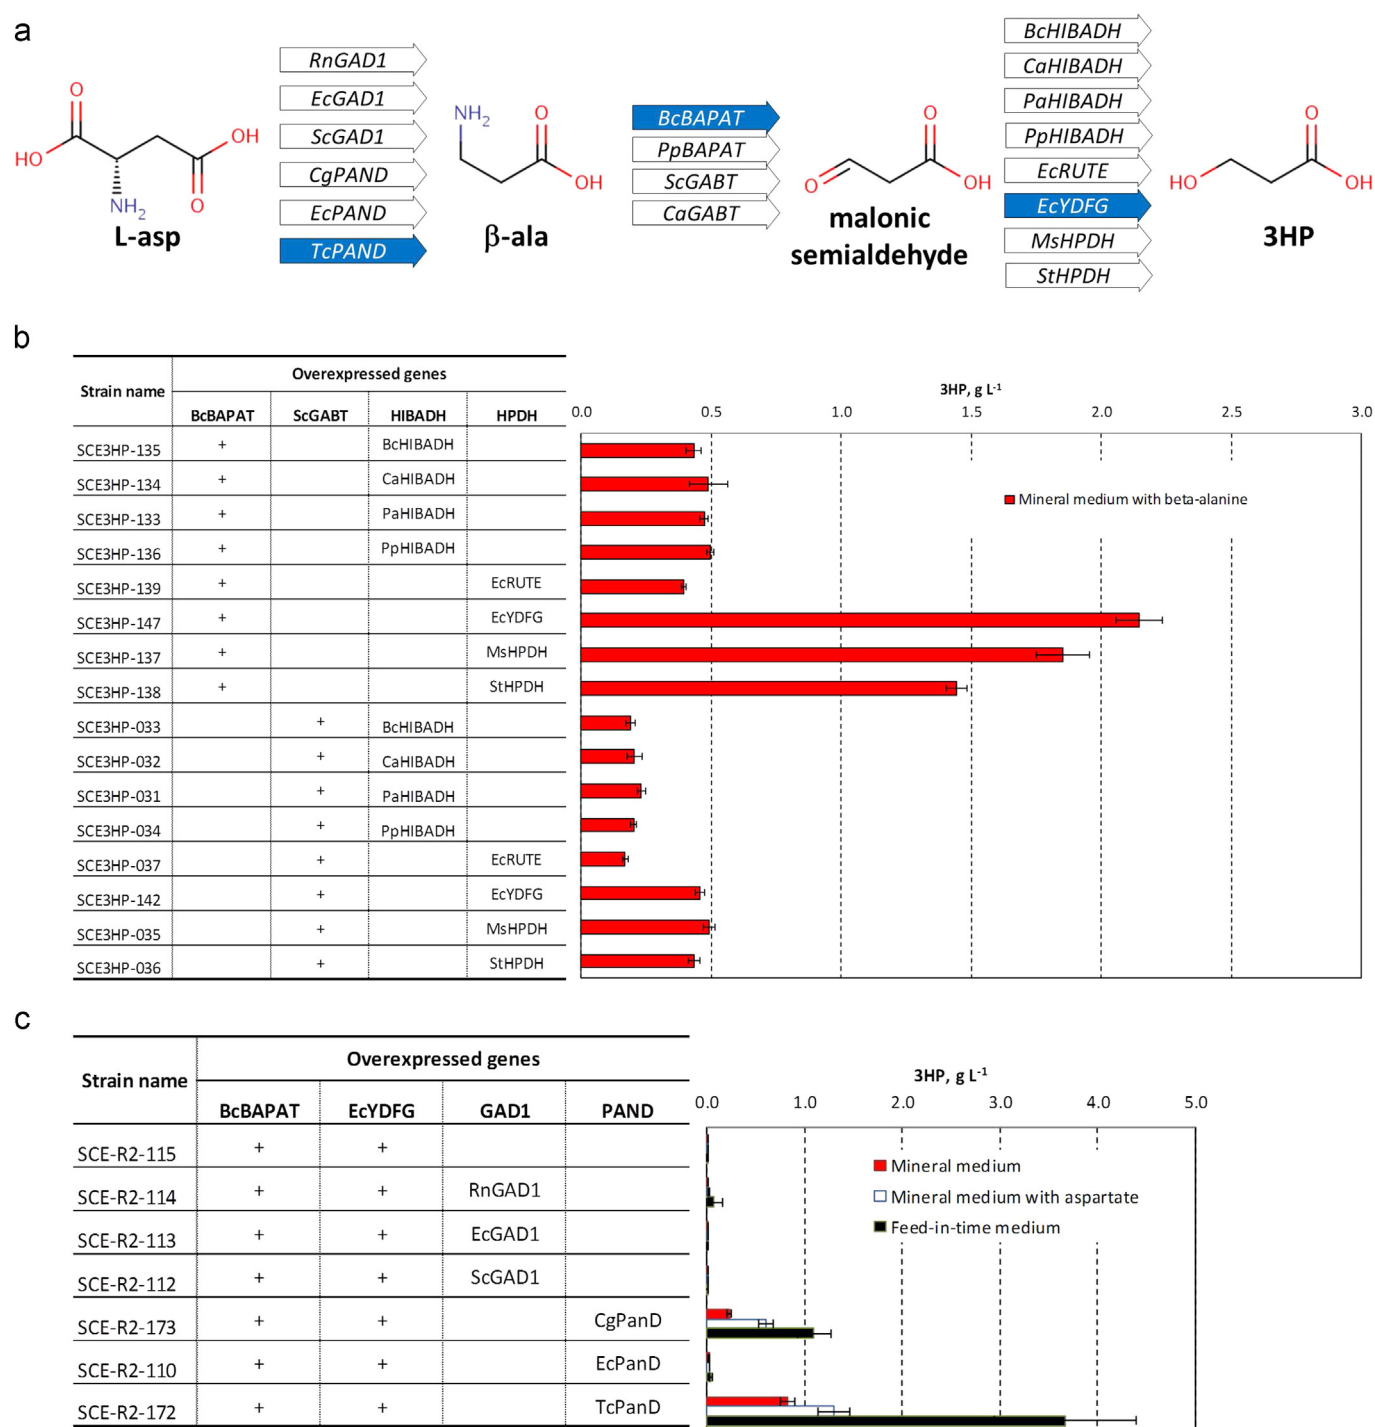 a
RnGAD1
EcGAD1
ScGAD1
CgPAND
EcPAND
TcPAND
BcBAPAT
PpBAPAT
ScGABT
CaGABT
BcHIBADH
CaHIBADH
PaHIBADH
PpHIBADH
EcRUTE
EcYDFG
MsHPDH
StHPDH
O
HO
OH
NH2
O
L-asp
NH2
O
OH
β-ala
O
O
OH
malonic
semialdehyde
HO
O
OH
3HP
b
Strain name Overexpressed genes
BcBAPAT ScGABT HIBADH HPDH
SCE3HP-135 + BcHIBADH
SCE3HP-134 + CaHIBADH
SCE3HP-133 + PaHIBADH
SCE3HP-136 + PpHIBADH
SCE3HP-139 + EcRUTE
SCE3HP-147 + EcYDFG
SCE3HP-137 + MsHPDH
SCE3HP-138 + StHPDH
SCE3HP-033 + BcHIBADH
SCE3HP-032 + CaHIBADH
SCE3HP-031 + PaHIBADH
SCE3HP-034 + PpHIBADH
SCE3HP-037 + EcRUTE
SCE3HP-142 + EcYDFG
SCE3HP-035 + MsHPDH
SCE3HP-036 + StHPDH
3HP, g L-1
0.0 0.5 1.0 1.5 2.0 2.5 3.0
Mineral medium with beta-alanine
c
Strain name Overexpressed genes
BcBAPAT EcYDFG GAD1 PAND
SCE-R2-115 + +
SCE-R2-114 + + RnGAD1
SCE-R2-113 + + EcGAD1
SCE-R2-112 + + ScGAD1
SCE-R2-173 + + CgPanD
SCE-R2-110 + + EcPanD
SCE-R2-172 + + TcPanD
3HP, g L-1
0.0 1.0 2.0 3.0 4.0 5.0
Mineral medium
Mineral medium with aspartate
Feed-in-time medium